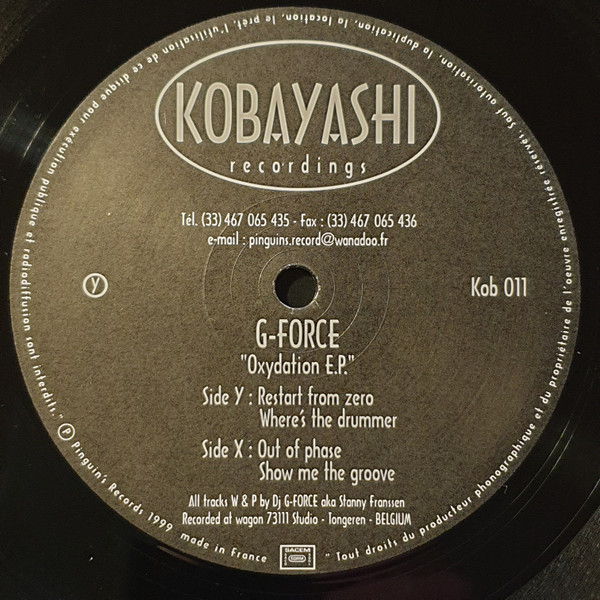 KOBAYASHI
recordings
Tel. (33) 467 065 435 - Fax : (33) 467 065 436
e-mail : pinguins.record@wanadoo.fr
Y
Kob 011
G-FORCE
"Oxydation E.P."
Side Y : Restart from zero
Where's the drummer
Side X : Out of phase
Show me the groove
All tracks W & P by Dj G-FORCE aka Stanny Franssen
Recorded at wagon 73111 Studio - Tongeren - BELGIUM
SACEM
Ⓟ Pinguin's Records 1999 made in France
" Tout droits du producteur phonographique et du propriétaire de l'oeuvre enregistrée réservés. Sauf autorisation, la duplication, la location, le prêt, l'utilisation de ce disque pour exécution publique et radiodiffusion sont interdits. "